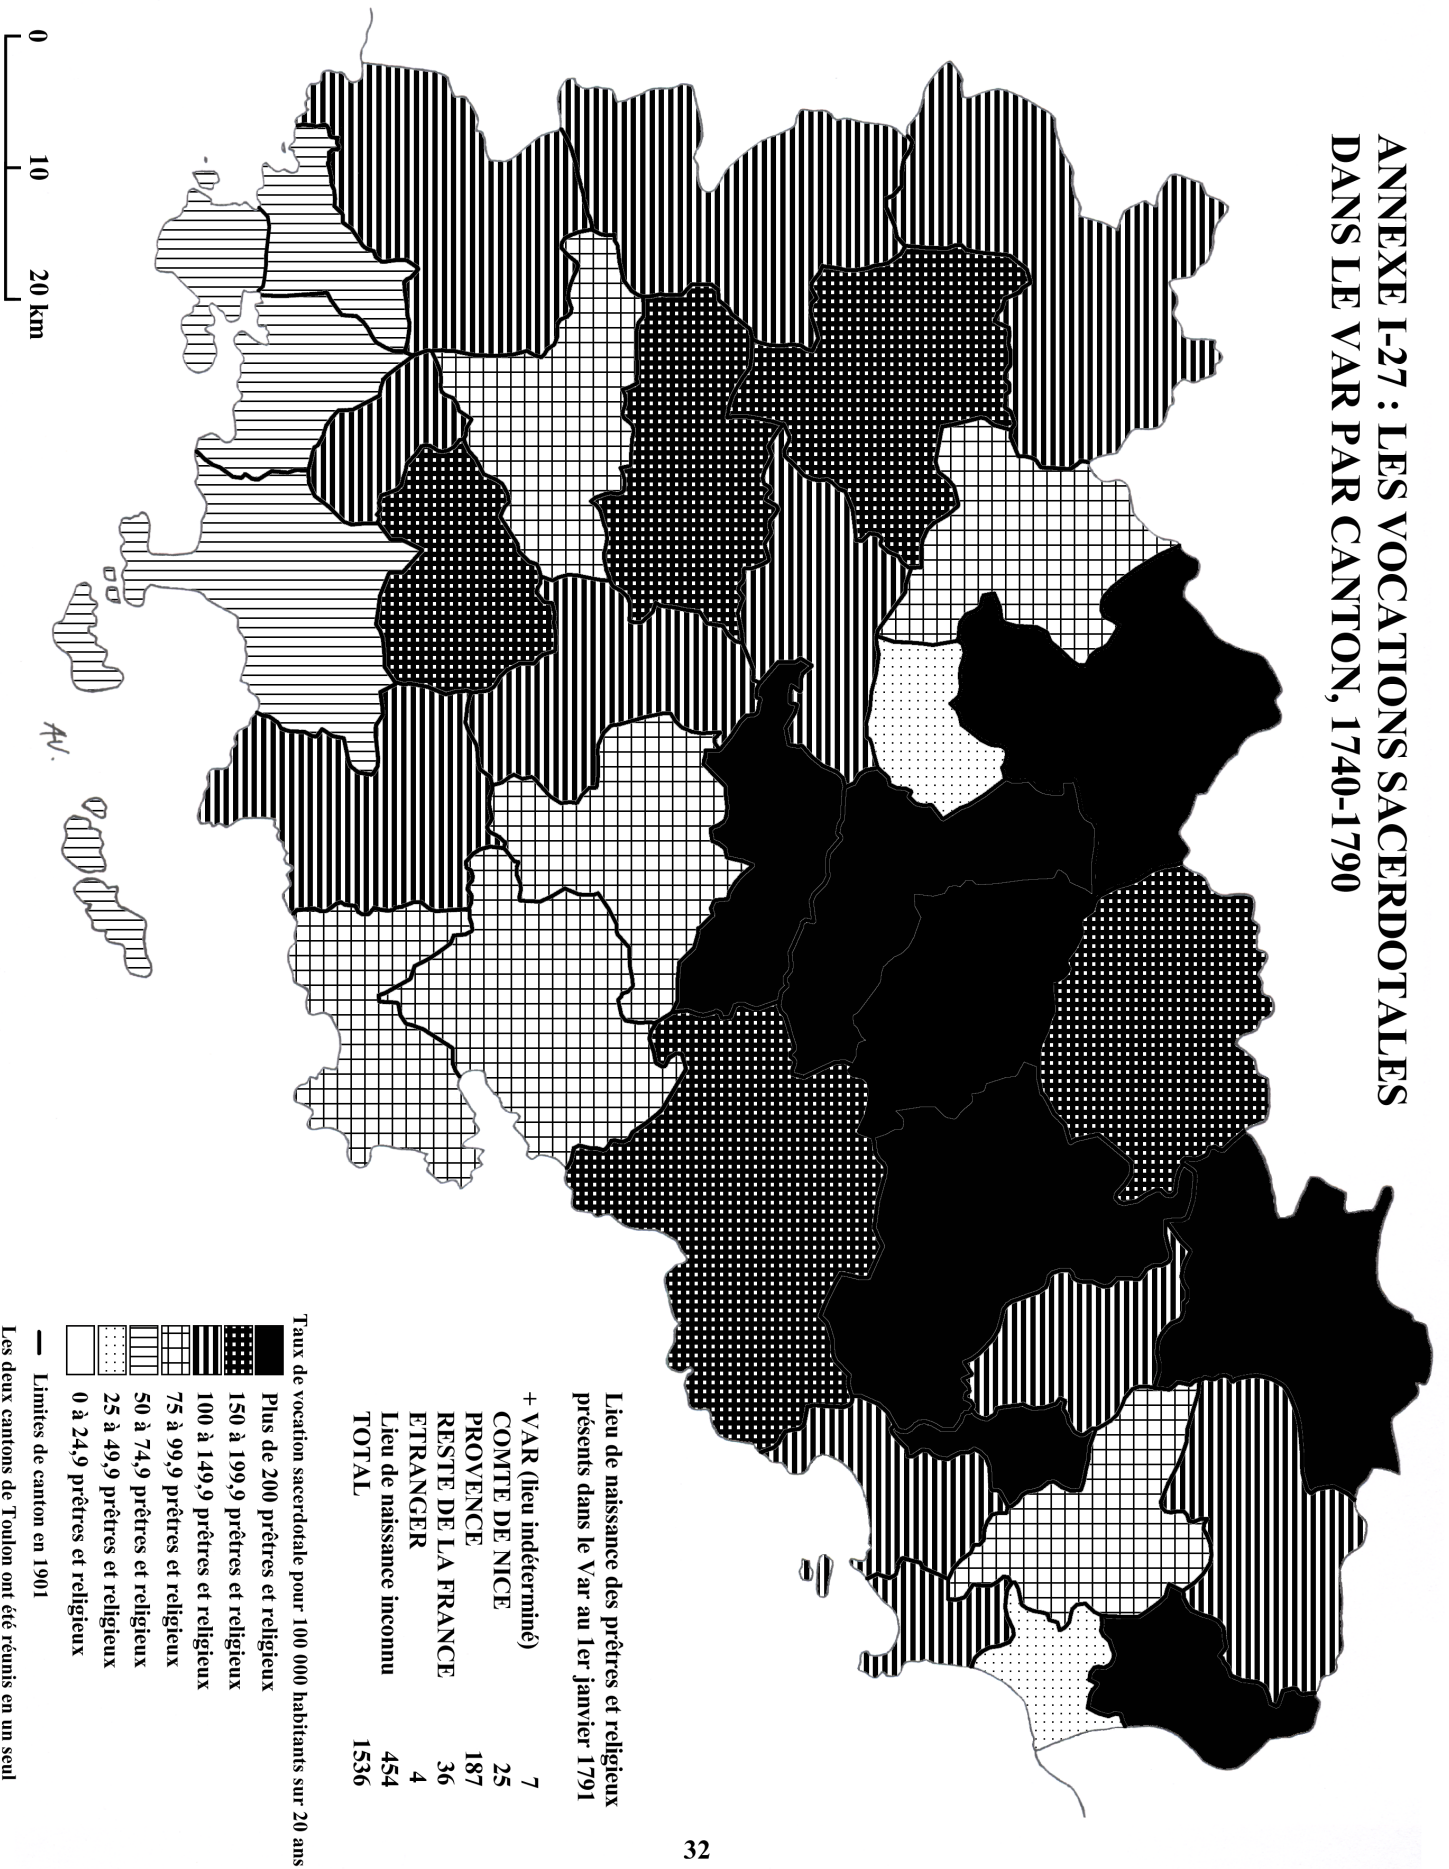 ANNEXE I-27 : LES VOCATIONS SACERDOTALES
DANS LE VAR PAR CANTON, 1740-1790
Lieu de naissance des prêtres et religieux
présents dans le Var au 1er janvier 1791
+ VAR (lieu indéterminé) 7
COMTE DE NICE 25
PROVENCE 187
RESTE DE LA FRANCE 36
ETRANGER 4
Lieu de naissance inconnu 454
TOTAL 1536
Taux de vocation sacerdotale pour 100 000 habitants sur 20 ans
Plus de 200 prêtres et religieux
150 à 199,9 prêtres et religieux
100 à 149,9 prêtres et religieux
75 à 99,9 prêtres et religieux
50 à 74,9 prêtres et religieux
25 à 49,9 prêtres et religieux
0 à 24,9 prêtres et religieux
Limites de canton en 1901
Les deux cantons de Toulon ont été réunis en un seul
0 10 20 km
32